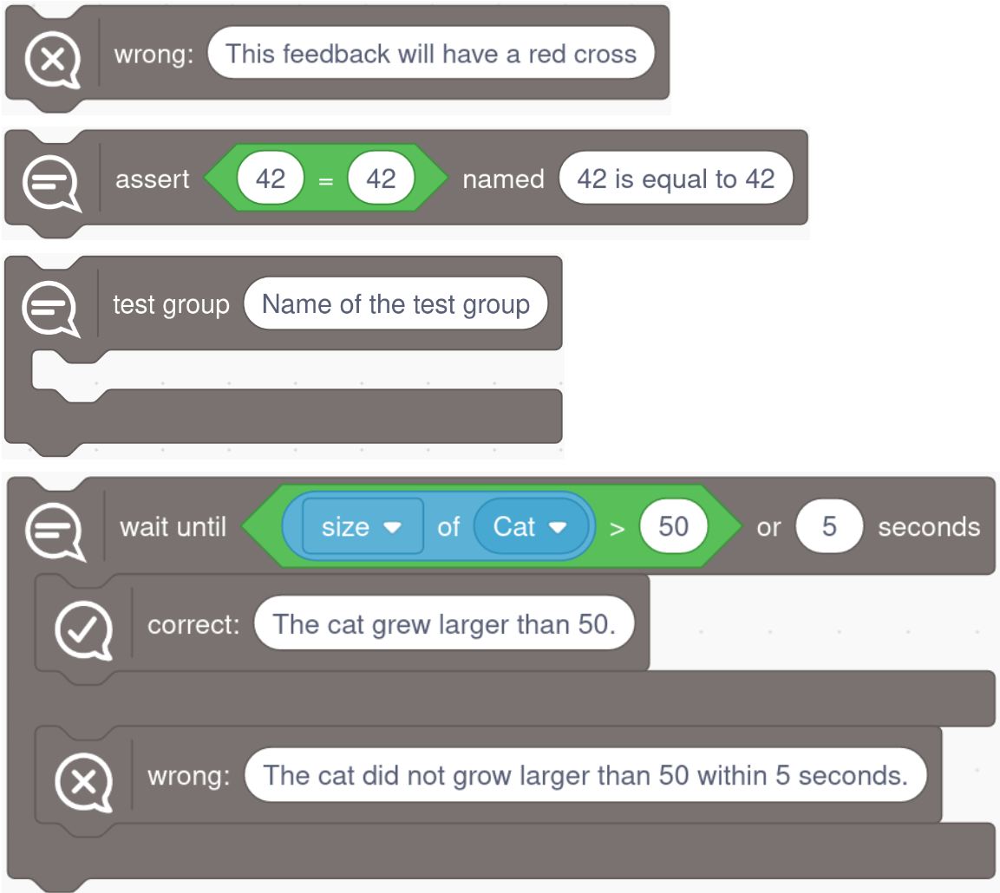 wrong: This feedback will have a red cross
assert 42 = 42 named 42 is equal to 42
test group Name of the test group
wait until size of Cat > 50 or 5 seconds
correct: The cat grew larger than 50.
wrong: The cat did not grow larger than 50 within 5 seconds.